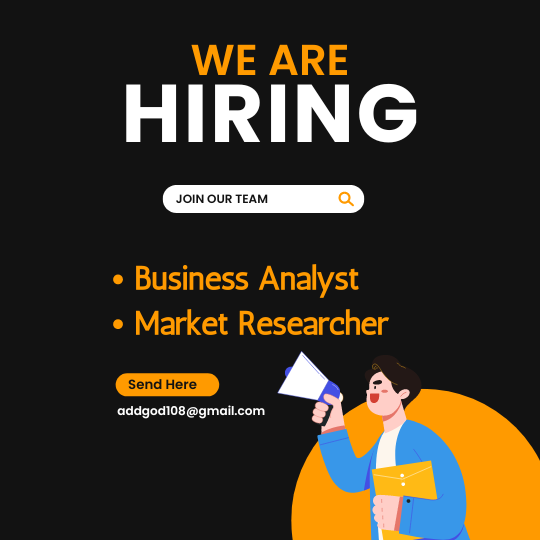 WE ARE
HIRING
JOIN OUR TEAM
• Business Analyst
• Market Researcher
Send Here
addgod108@gmail.com